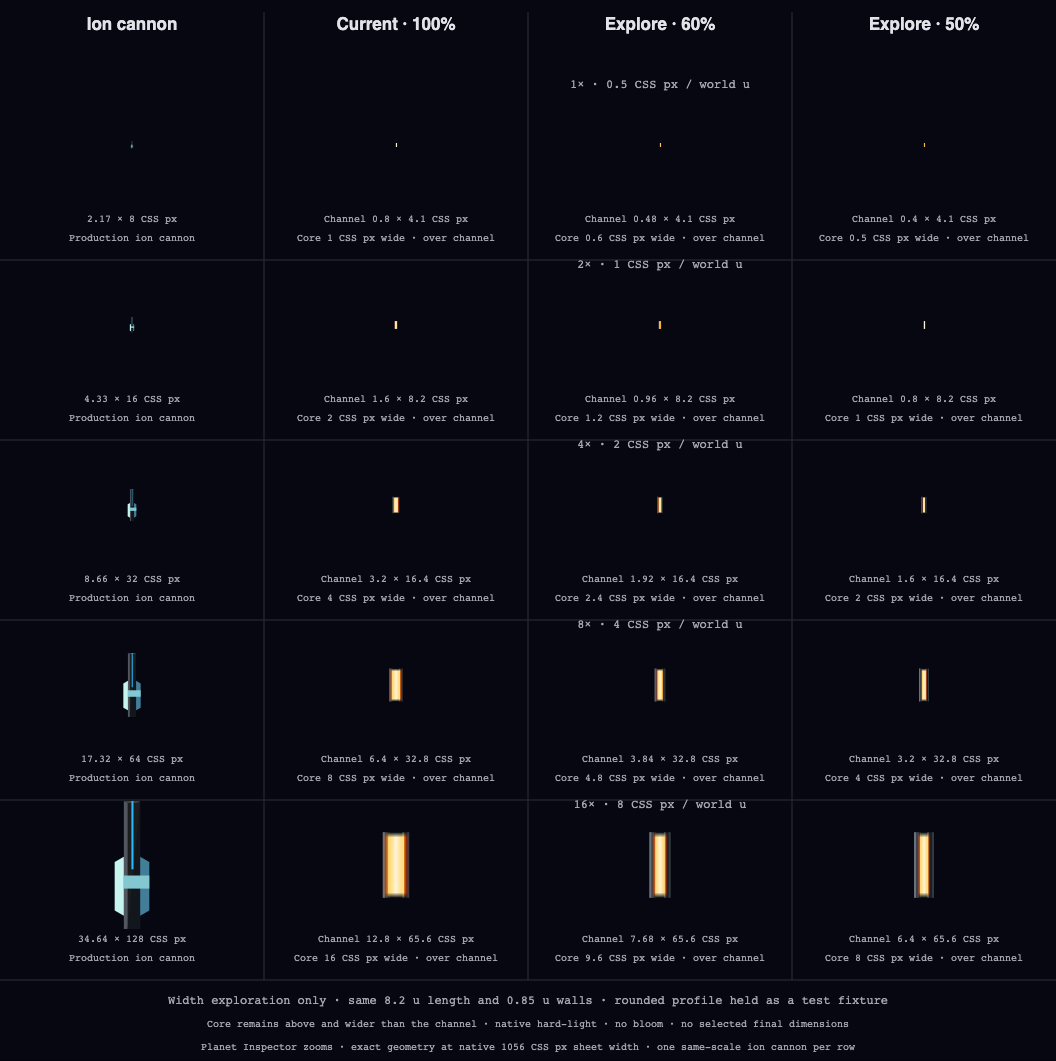 Ion cannon
Current · 100%
Explore · 60%
Explore · 50%
1× · 0.5 CSS px / world u
2.17 × 8 CSS px
Channel 0.8 × 4.1 CSS px
Channel 0.48 × 4.1 CSS px
Channel 0.4 × 4.1 CSS px
Production ion cannon
Core 1 CSS px wide · over channel
Core 0.6 CSS px wide · over channel
Core 0.5 CSS px wide · over channel
2× · 1 CSS px / world u
4.33 × 16 CSS px
Channel 1.6 × 8.2 CSS px
Channel 0.96 × 8.2 CSS px
Channel 0.8 × 8.2 CSS px
Production ion cannon
Core 2 CSS px wide · over channel
Core 1.2 CSS px wide · over channel
Core 1 CSS px wide · over channel
4× · 2 CSS px / world u
8.66 × 32 CSS px
Channel 3.2 × 16.4 CSS px
Channel 1.92 × 16.4 CSS px
Channel 1.6 × 16.4 CSS px
Production ion cannon
Core 4 CSS px wide · over channel
Core 2.4 CSS px wide · over channel
Core 2 CSS px wide · over channel
8× · 4 CSS px / world u
17.32 × 64 CSS px
Channel 6.4 × 32.8 CSS px
Channel 3.84 × 32.8 CSS px
Channel 3.2 × 32.8 CSS px
Production ion cannon
Core 8 CSS px wide · over channel
Core 4.8 CSS px wide · over channel
Core 4 CSS px wide · over channel
16× · 8 CSS px / world u
34.64 × 128 CSS px
Channel 12.8 × 65.6 CSS px
Channel 7.68 × 65.6 CSS px
Channel 6.4 × 65.6 CSS px
Production ion cannon
Core 16 CSS px wide · over channel
Core 9.6 CSS px wide · over channel
Core 8 CSS px wide · over channel
Width exploration only · same 8.2 u length and 0.85 u walls · rounded profile held as a test fixture
Core remains above and wider than the channel · native hard-light · no bloom · no selected final dimensions
Planet Inspector zooms · exact geometry at native 1056 CSS px sheet width · one same-scale ion cannon per row